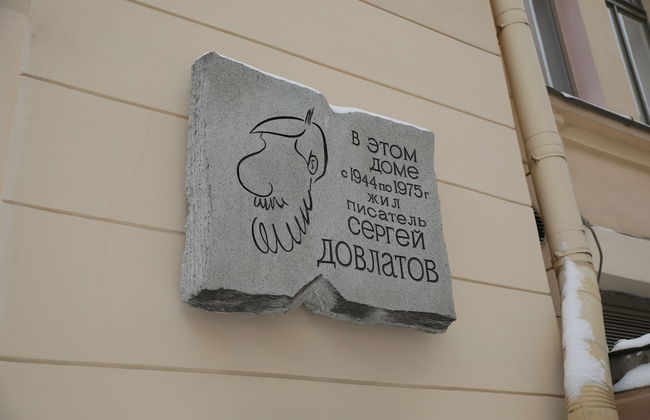 В ЭТОМ
ДОМЕ
с 1944 по 1975 г
жил
писатель
СЕРГЕЙ
ДОВЛАТОВ